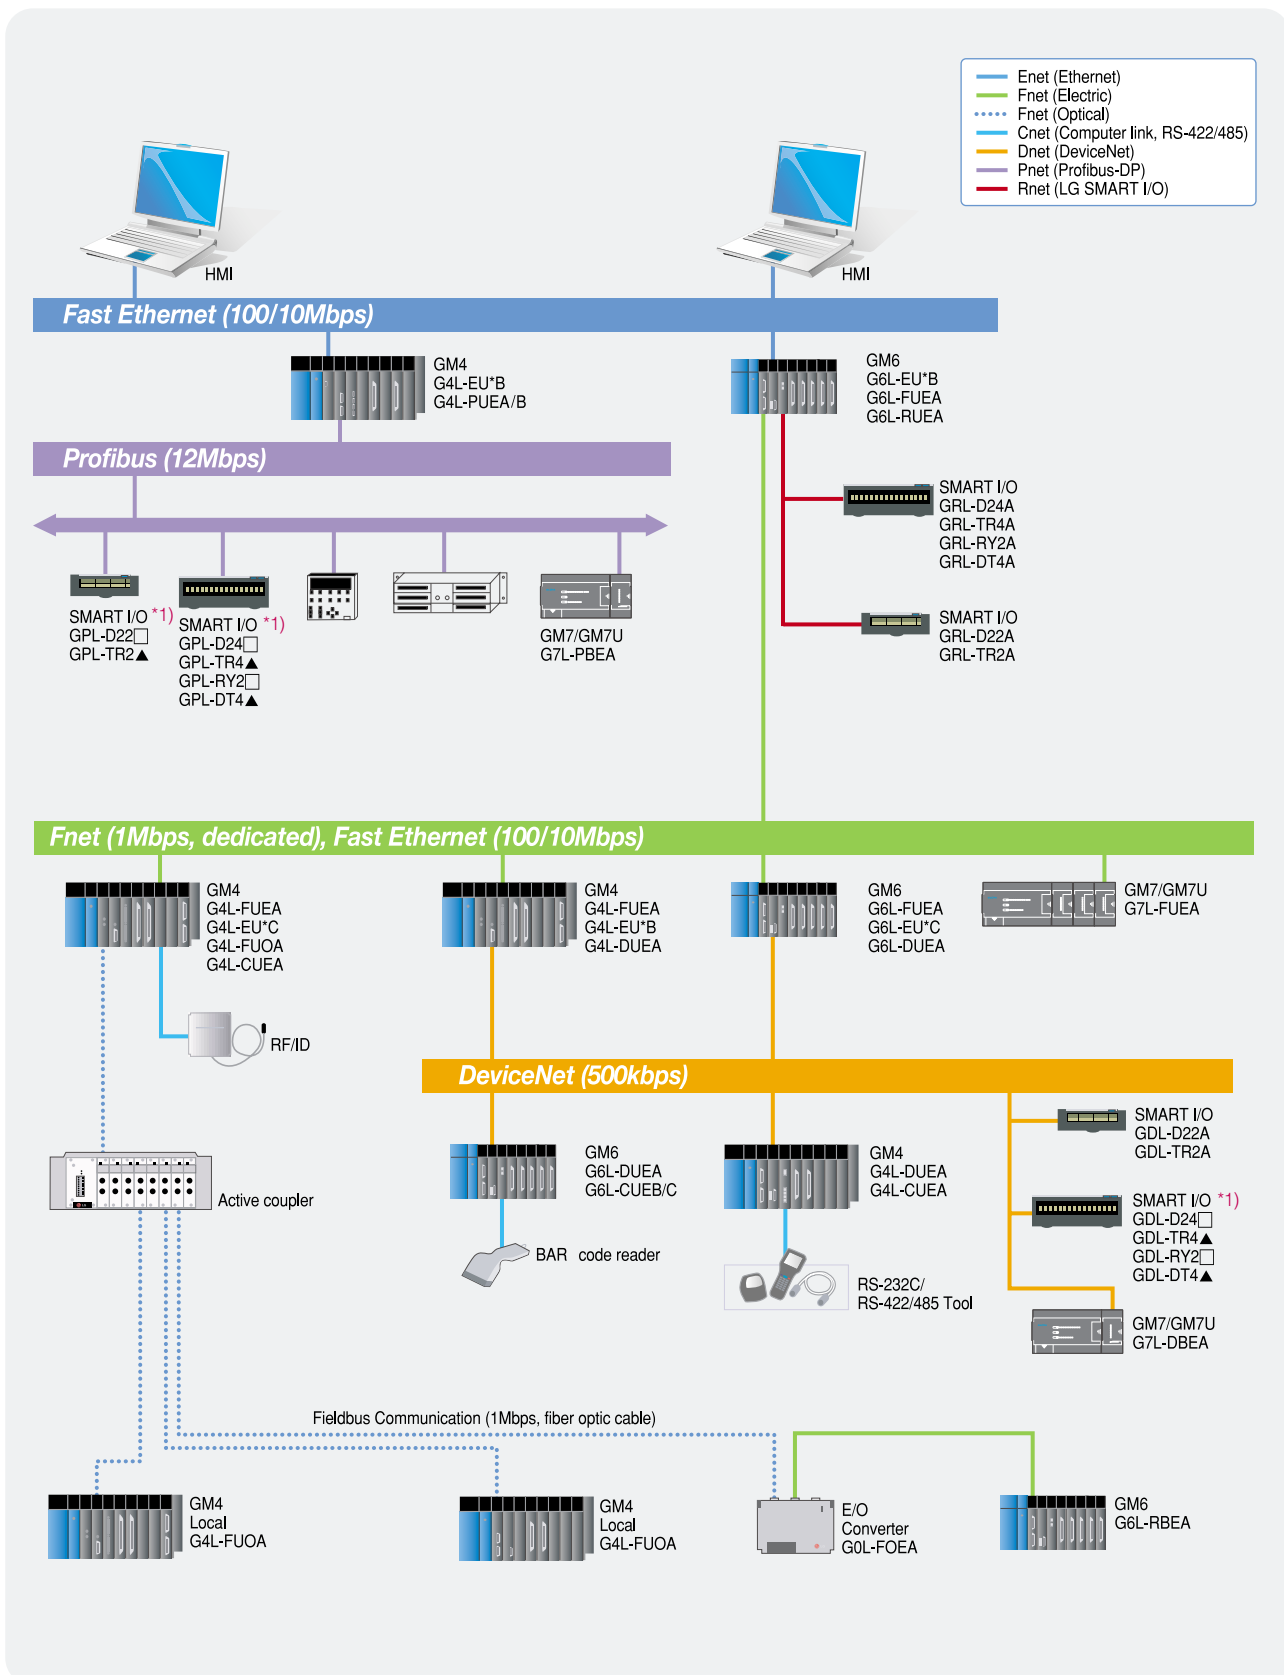 Enet (Ethernet)
Fnet (Electric)
Fnet (Optical)
Cnet (Computer link, RS-422/485)
Dnet (DeviceNet)
Pnet (Profibus-DP)
Rnet (LG SMART I/O)
HMI
HMI
Fast Ethernet (100/10Mbps)
GM4
G4L-EU*B
G4L-PUEA/B
GM6
G6L-EU*B
G6L-FUEA
G6L-RUEA
Profibus (12Mbps)
SMART I/O
GRL-D24A
GRL-TR4A
GRL-RY2A
GRL-DT4A
SMART I/O *1)
GPL-D22□
GPL-TR2▲
SMART I/O *1)
GPL-D24□
GPL-TR4▲
GPL-RY2□
GPL-DT4▲
GM7/GM7U
G7L-PBEA
SMART I/O
GRL-D22A
GRL-TR2A
Fnet (1Mbps, dedicated), Fast Ethernet (100/10Mbps)
GM4
G4L-FUEA
G4L-EU*C
G4L-FUOA
G4L-CUEA
GM4
G4L-FUEA
G4L-EU*B
G4L-DUEA
GM6
G6L-FUEA
G6L-EU*C
G6L-DUEA
GM7/GM7U
G7L-FUEA
RF/ID
DeviceNet (500kbps)
SMART I/O
GDL-D22A
GDL-TR2A
Active coupler
GM6
G6L-DUEA
G6L-CUEB/C
GM4
G4L-DUEA
G4L-CUEA
SMART I/O *1)
GDL-D24□
GDL-TR4▲
GDL-RY2□
GDL-DT4▲
BAR code reader
RS-232C/
RS-422/485 Tool
GM7/GM7U
G7L-DBEA
Fieldbus Communication (1Mbps, fiber optic cable)
GM4
Local
G4L-FUOA
GM4
Local
G4L-FUOA
E/O
Converter
G0L-FOEA
GM6
G6L-RBEA